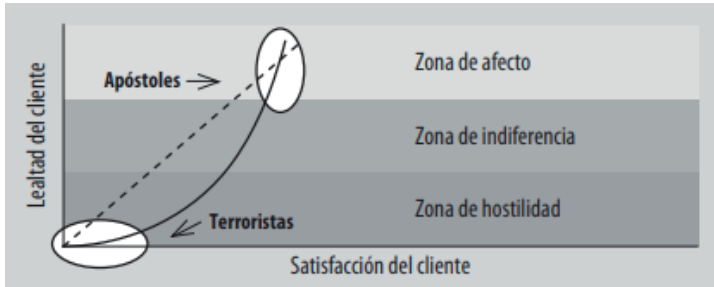 Lealtad del cliente
Zona de afecto
Apóstoles
Zona de indiferencia
Zona de hostilidad
Terroristas
Satisfacción del cliente